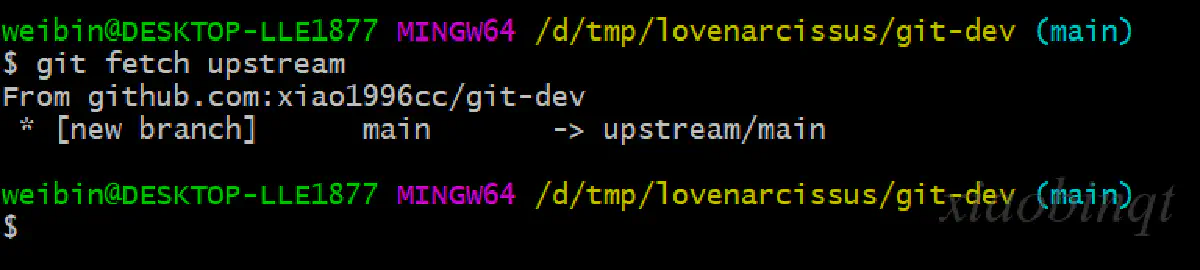 weibin@DESKTOP-LLE1877 MINGW64 /d/tmp/lovenarcissus/git-dev (main)
$ git fetch upstream
From github.com:xiao1996cc/git-dev
 * [new branch]      main       -> upstream/main

weibin@DESKTOP-LLE1877 MINGW64 /d/tmp/lovenarcissus/git-dev (main)
$
xiaobinqt